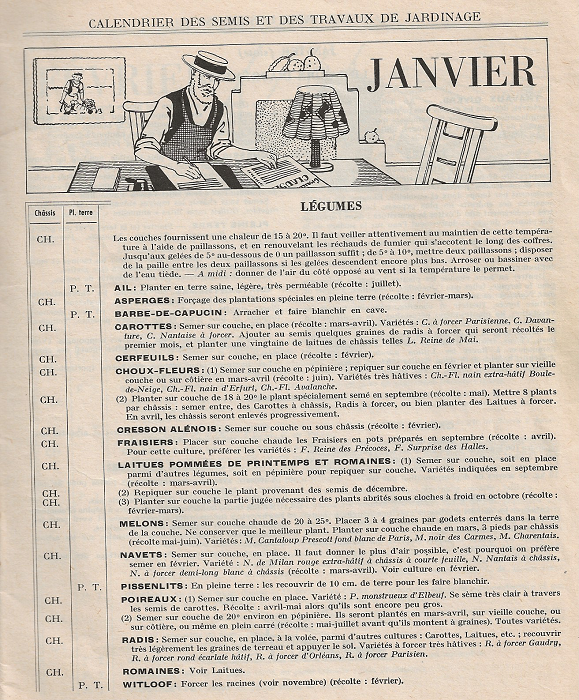 CALENDRIER DES SEMIS ET DES TRAVAUX DE JARDINAGE
JANVIER
LÉGUMES
Châssis Pl. terre
CH. Les couches fournissent une chaleur de 15 à 20°. Il faut veiller attentivement au maintien de cette tempéra-
ture à l'aide de paillassons, et en renouvelant les réchauds de fumier qui s'accotent le long des coffres.
Jusqu'aux gelées de 5° au-dessous de 0 un paillasson suffit ; de 5° à 10°, mettre deux paillassons ; disposer
de la paille entre les deux paillassons si les gelées descendent encore plus bas. Arroser ou bassiner avec
de l'eau tiède. — A midi : donner de l'air du côté opposé au vent si la température le permet.
P. T. AIL : Planter en terre saine, légère, très perméable (récolte : juillet).
CH. ASPERGES : Forçage des plantations spéciales en pleine terre (récolte : février-mars).
P. T. BARBE-DE-CAPUCIN : Arracher et faire blanchir en cave.
CH. CAROTTES : Semer sur couche, en place (récolte : mars-avril). Variétés : C. à forcer Parisienne, C. Davan-
ture, C. Nantaise à forcer. Ajouter au semis quelques graines de radis à forcer qui seront récoltés le
premier mois, et planter une vingtaine de laitues de châssis telles L. Reine de Mai.
CH. CERFEUILS : Semer sur couche, en place (récolte : février).
CH. CHOUX-FLEURS : (1) Semer sur couche en pépinière ; repiquer sur couche en février et planter sur vieille
couche ou sur côtière en mars-avril (récolte : juin). Variétés très hâtives : Ch.-Fl. nain extra-hâtif Boule-
de-Neige, Ch.-Fl. nain d'Erfurt, Ch.-Fl. Avalanche.
CH. (2) Planter sur couche de 18 à 20° le plant spécialement semé en septembre (récolte : mai). Mettre 8 plants
par châssis : semer entre, des Carottes à châssis, Radis à forcer, ou bien planter des Laitues à forcer.
En avril, les châssis seront enlevés progressivement.
CH. CRESSON ALÉNOIS : Semer sur couche ou sous châssis (récolte : février).
CH. FRAISIERS : Placer sur couche chaude les Fraisiers en pots préparés en septembre (récolte : avril).
Pour cette culture, préférer les variétés : F. Reine des Précoces, F. Surprise des Halles.
CH. LAITUES POMMÉES DE PRINTEMPS ET ROMAINES : (1) Semer sur couche, soit en place
parmi d'autres légumes, soit en pépinière pour repiquer sur couche. Variétés indiquées en septembre
(récolte : mars-avril).
CH. (2) Repiquer sur couche le plant provenant des semis de décembre.
CH. (3) Planter sur couche la partie jugée nécessaire des plants abrités sous cloches à froid en octobre (récolte :
février-mars).
CH. MELONS : Semer sur couche chaude de 20 à 25°. Placer 3 à 4 graines par godets enterrés dans la terre
de la couche. Ne conserver que le meilleur plant. Planter sur couche chaude en mars, 3 pieds par châssis
(récolte mai-juin). Variétés : M. Cantaloup Prescott fond blanc de Paris, M. noir des Carmes, M. Charentais.
CH. NAVETS : Semer sur couche, en place. Il faut donner le plus d'air possible, c'est pourquoi on préfère
semer en février. Variété : N. de Milan rouge extra-hâtif à châssis à courte feuille, N. Nantais à châssis,
N. à forcer demi-long blanc à châssis (récolte : mars-avril). Voir culture en février.
P. T. PISSENLITS : En pleine terre : les recouvrir de 10 cm. de terre pour les faire blanchir.
CH. POIREAUX : (1) Semer sur couche en place. Variété : P. monstrueux d'Elbeuf. Se sème très clair à travers
les semis de carottes. Récolte : avril-mai alors qu'ils sont encore peu gros.
CH. (2) Semer sur couche de 20° environ en pépinière. Ils seront plantés en mars-avril, sur vieille couche, ou
sur côtière, ou même en plein carré (récolte : mai-juillet avant qu'ils montent à graines). Toutes variétés.
CH. RADIS : Semer sur couche, en place, à la volée, parmi d'autres cultures : Carottes, Laitues, etc. ; recouvrir
très légèrement les graines de terreau et appuyer le sol. Variétés à forcer très hâtives : R. à forcer Gaudry,
R. à forcer rond écarlate hâtif, R. à forcer d'Orléans, R. à forcer Parisien.
CH. ROMAINES : Voir Laitues.
P. T. WITLOOF : Forcer les racines (voir novembre) (récolte : février).